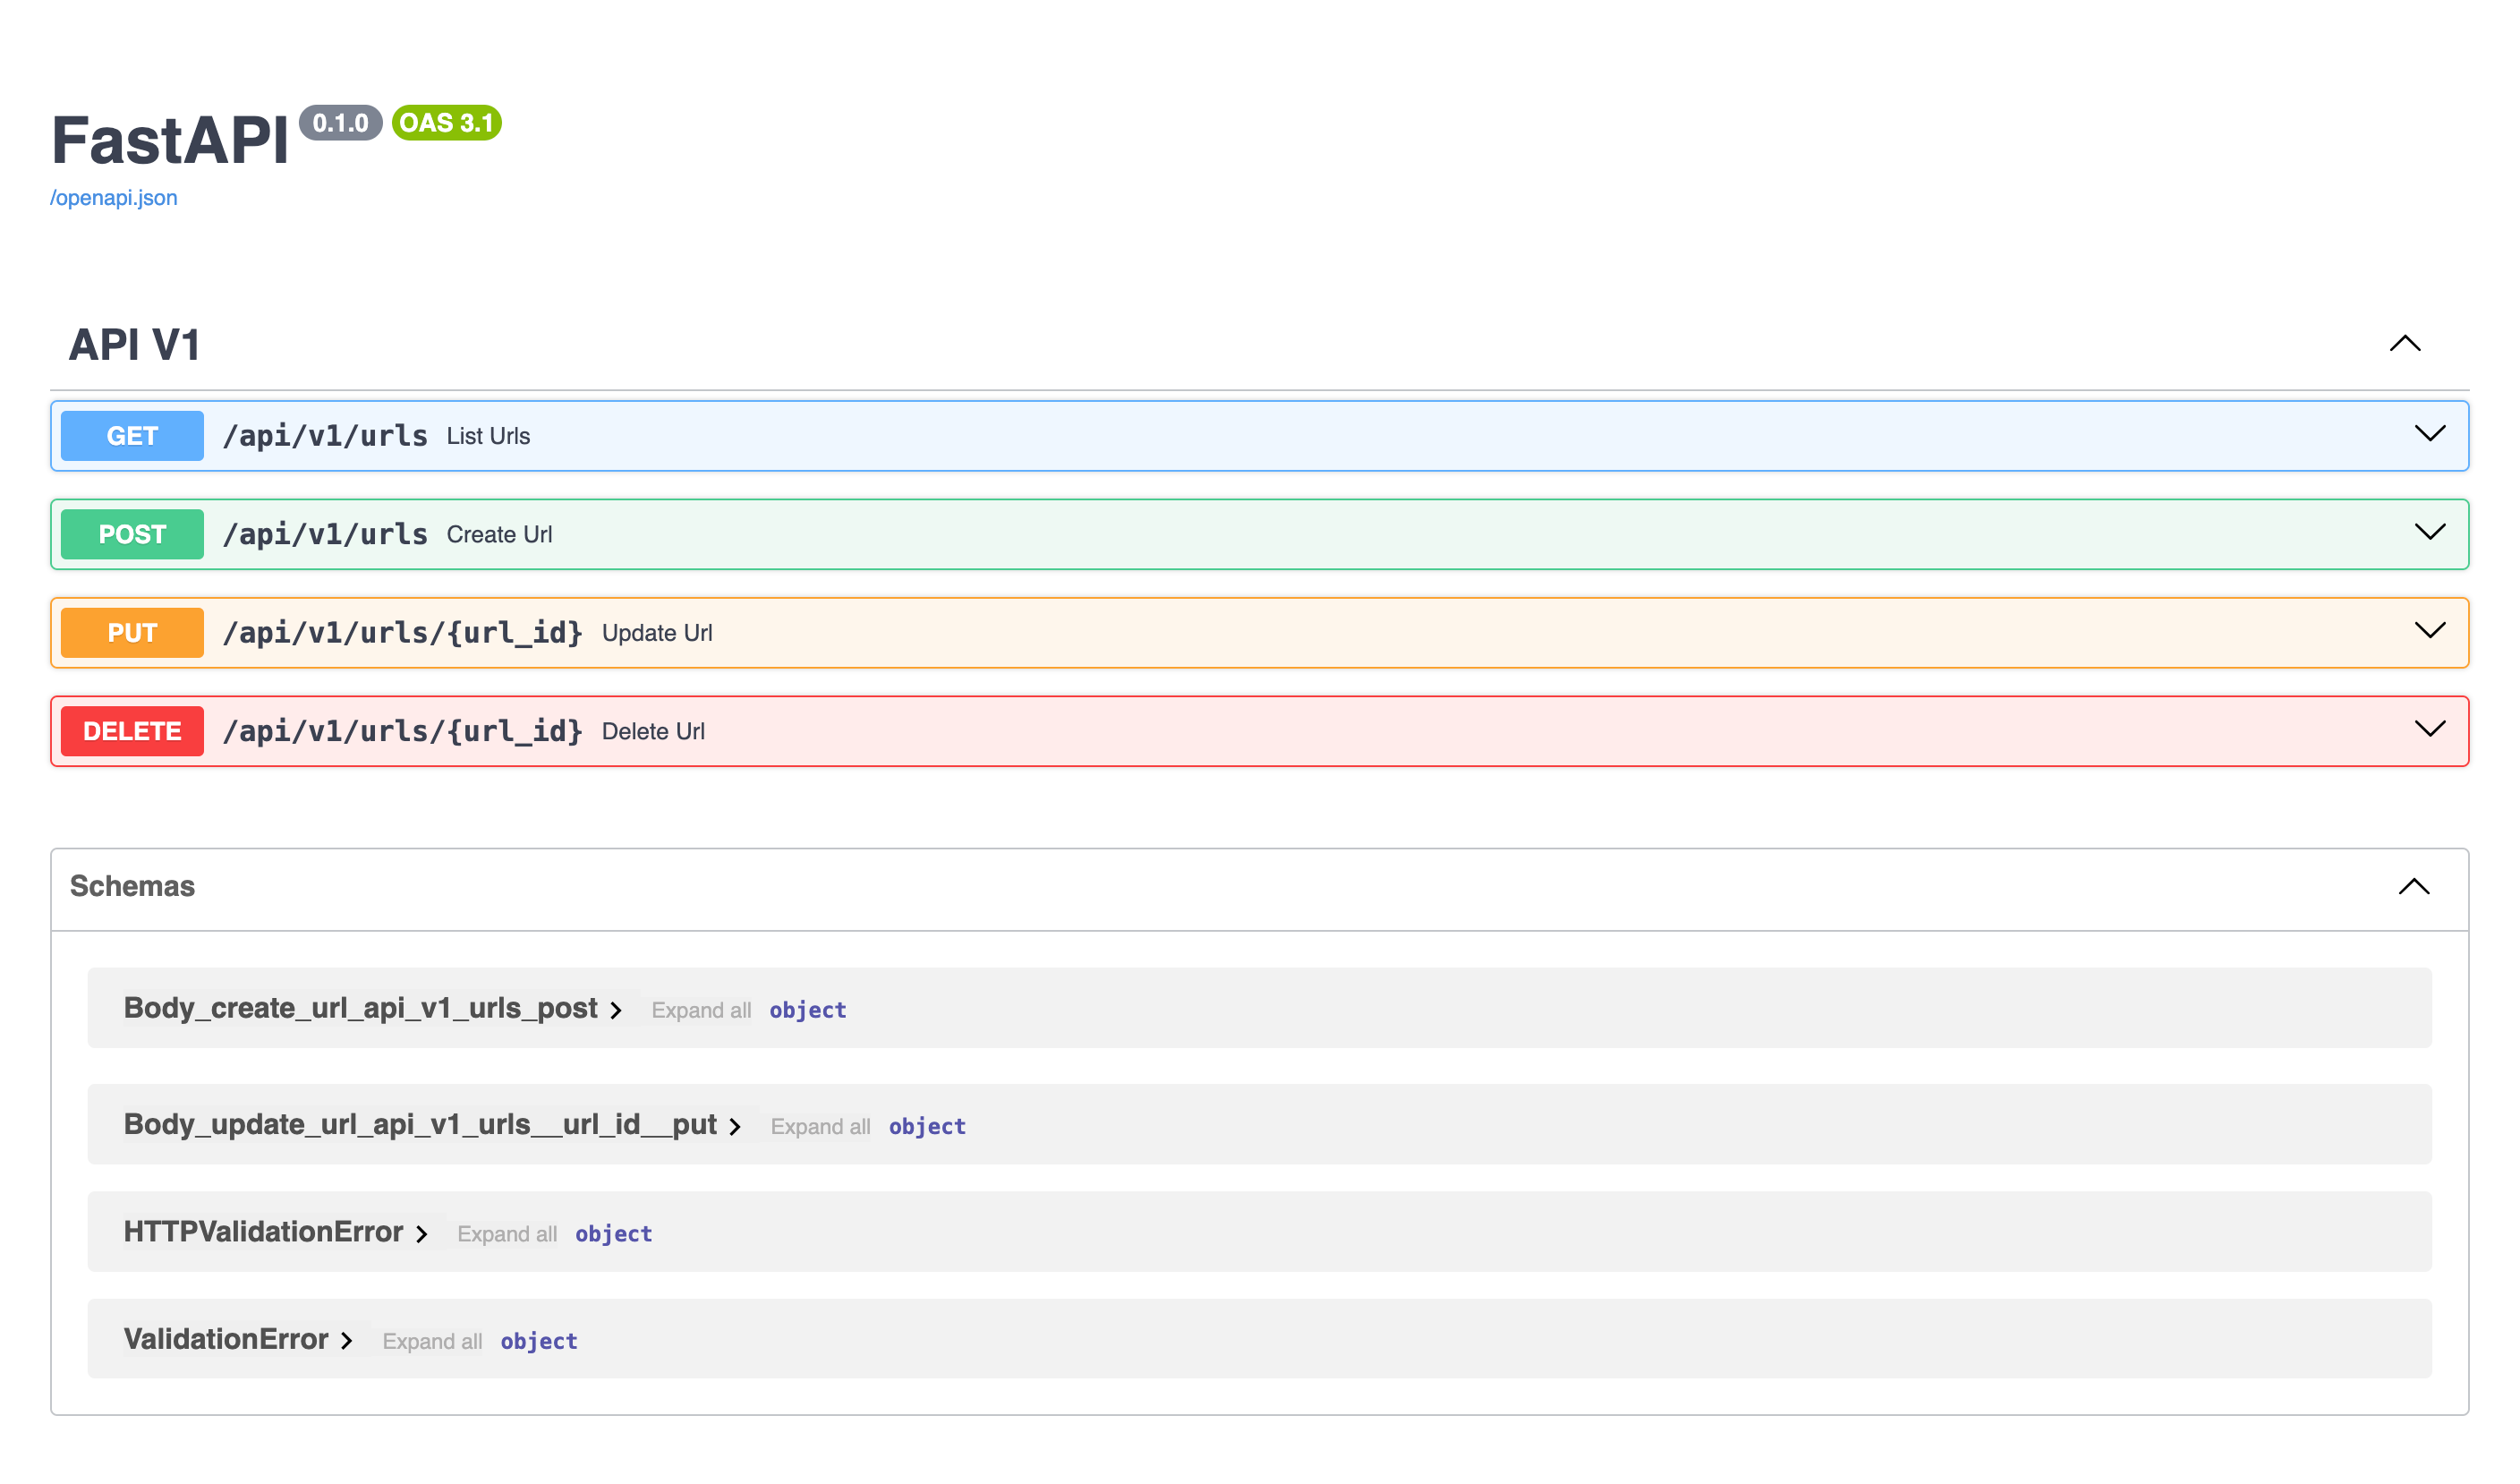 FastAPI 0.1.0 OAS 3.1
/openapi.json
API V1
GET /api/v1/urls List Urls
POST /api/v1/urls Create Url
PUT /api/v1/urls/{url_id} Update Url
DELETE /api/v1/urls/{url_id} Delete Url
Schemas
Body_create_url_api_v1_urls_post Expand all object
Body_update_url_api_v1_urls__url_id__put Expand all object
HTTPValidationError Expand all object
ValidationError Expand all object